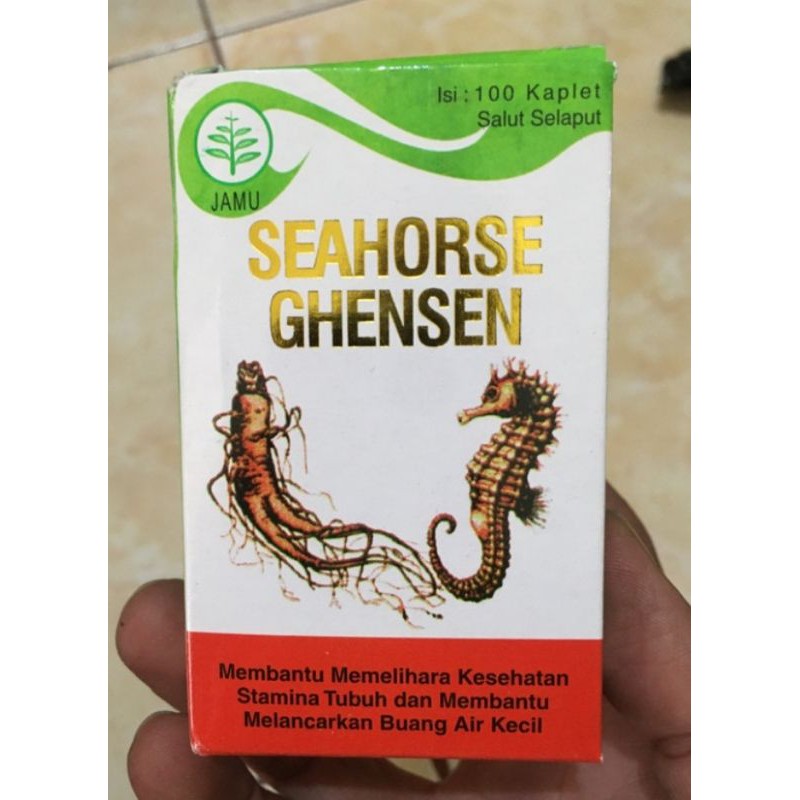 Isi : 100 Kaplet
Salut Selaput
JAMU
SEAHORSE
GHENSEN
Membantu Memelihara Kesehatan
Stamina Tubuh dan Membantu
Melancarkan Buang Air Kecil